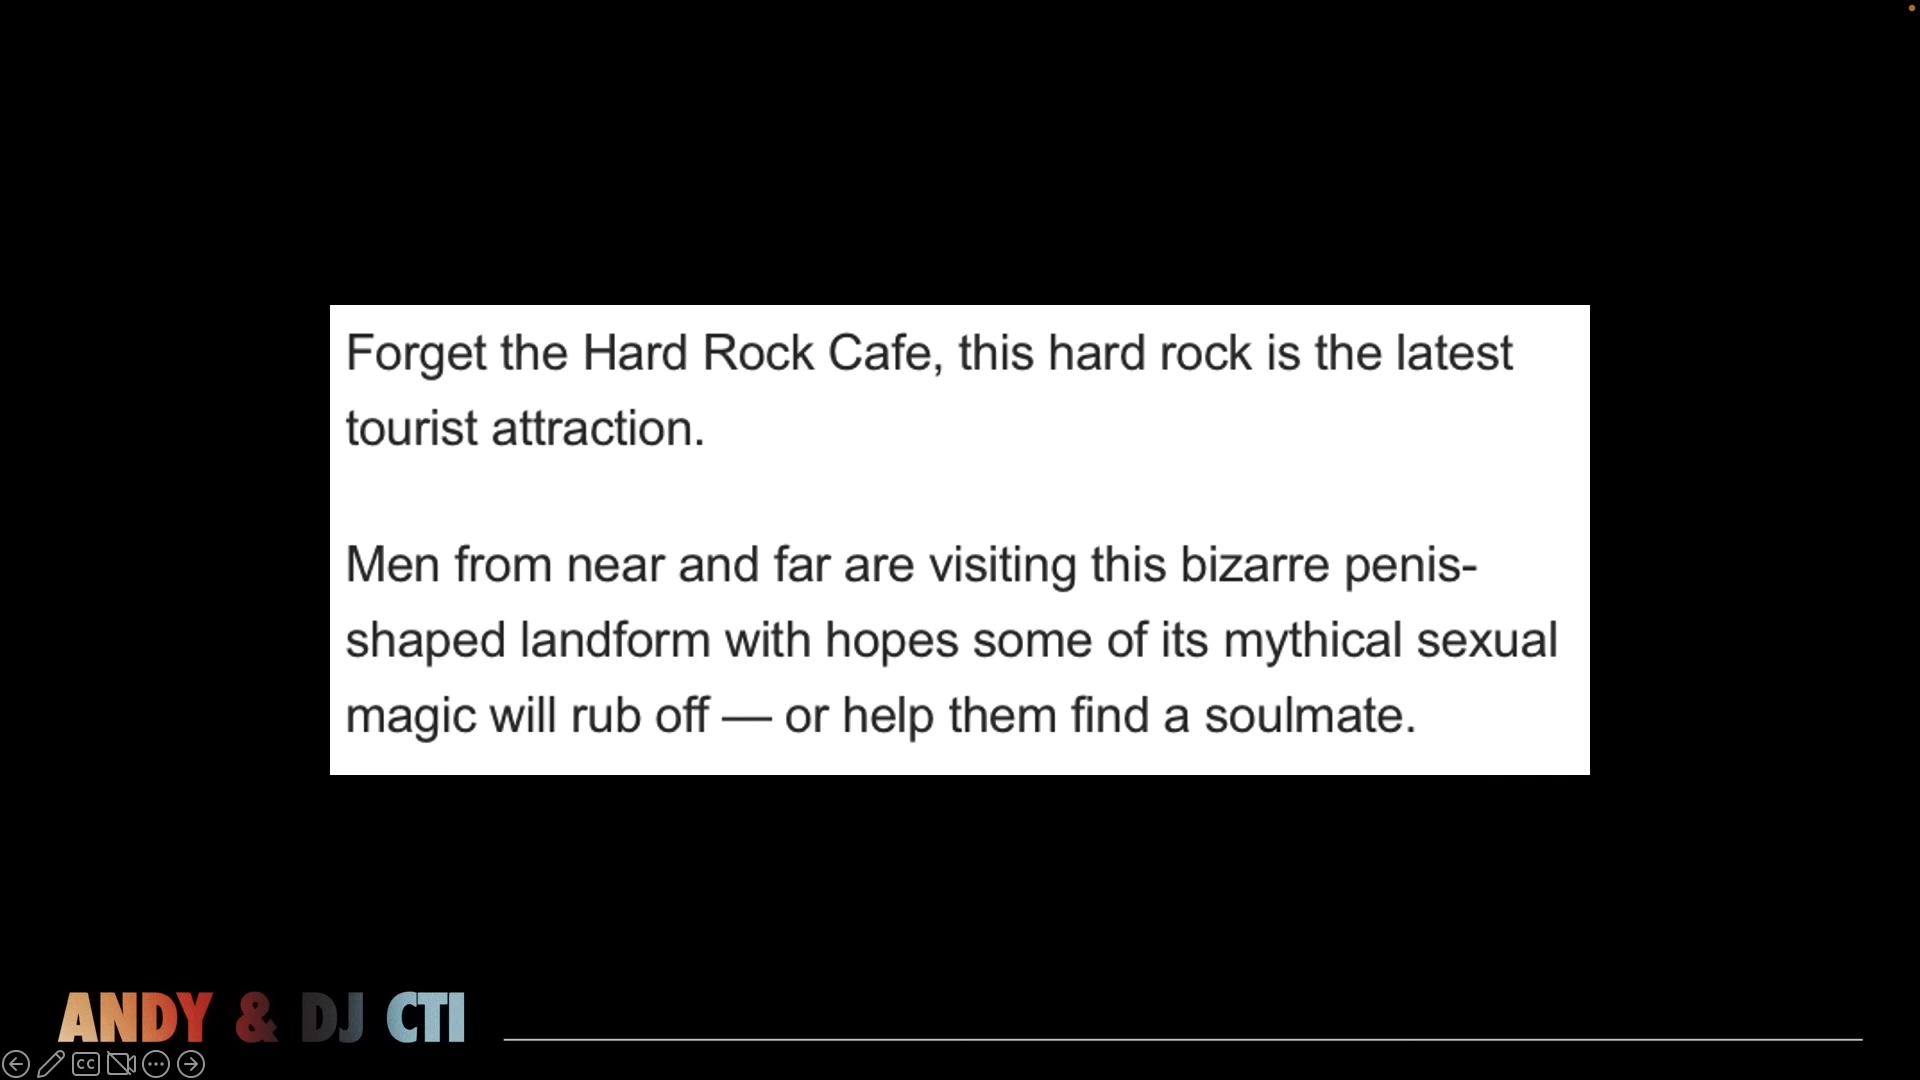 Forget the Hard Rock Cafe, this hard rock is the latest
tourist attraction.
Men from near and far are visiting this bizarre penis-
shaped landform with hopes some of its mythical sexual
magic will rub off — or help them find a soulmate.
ANDY & DJ CTI
CC